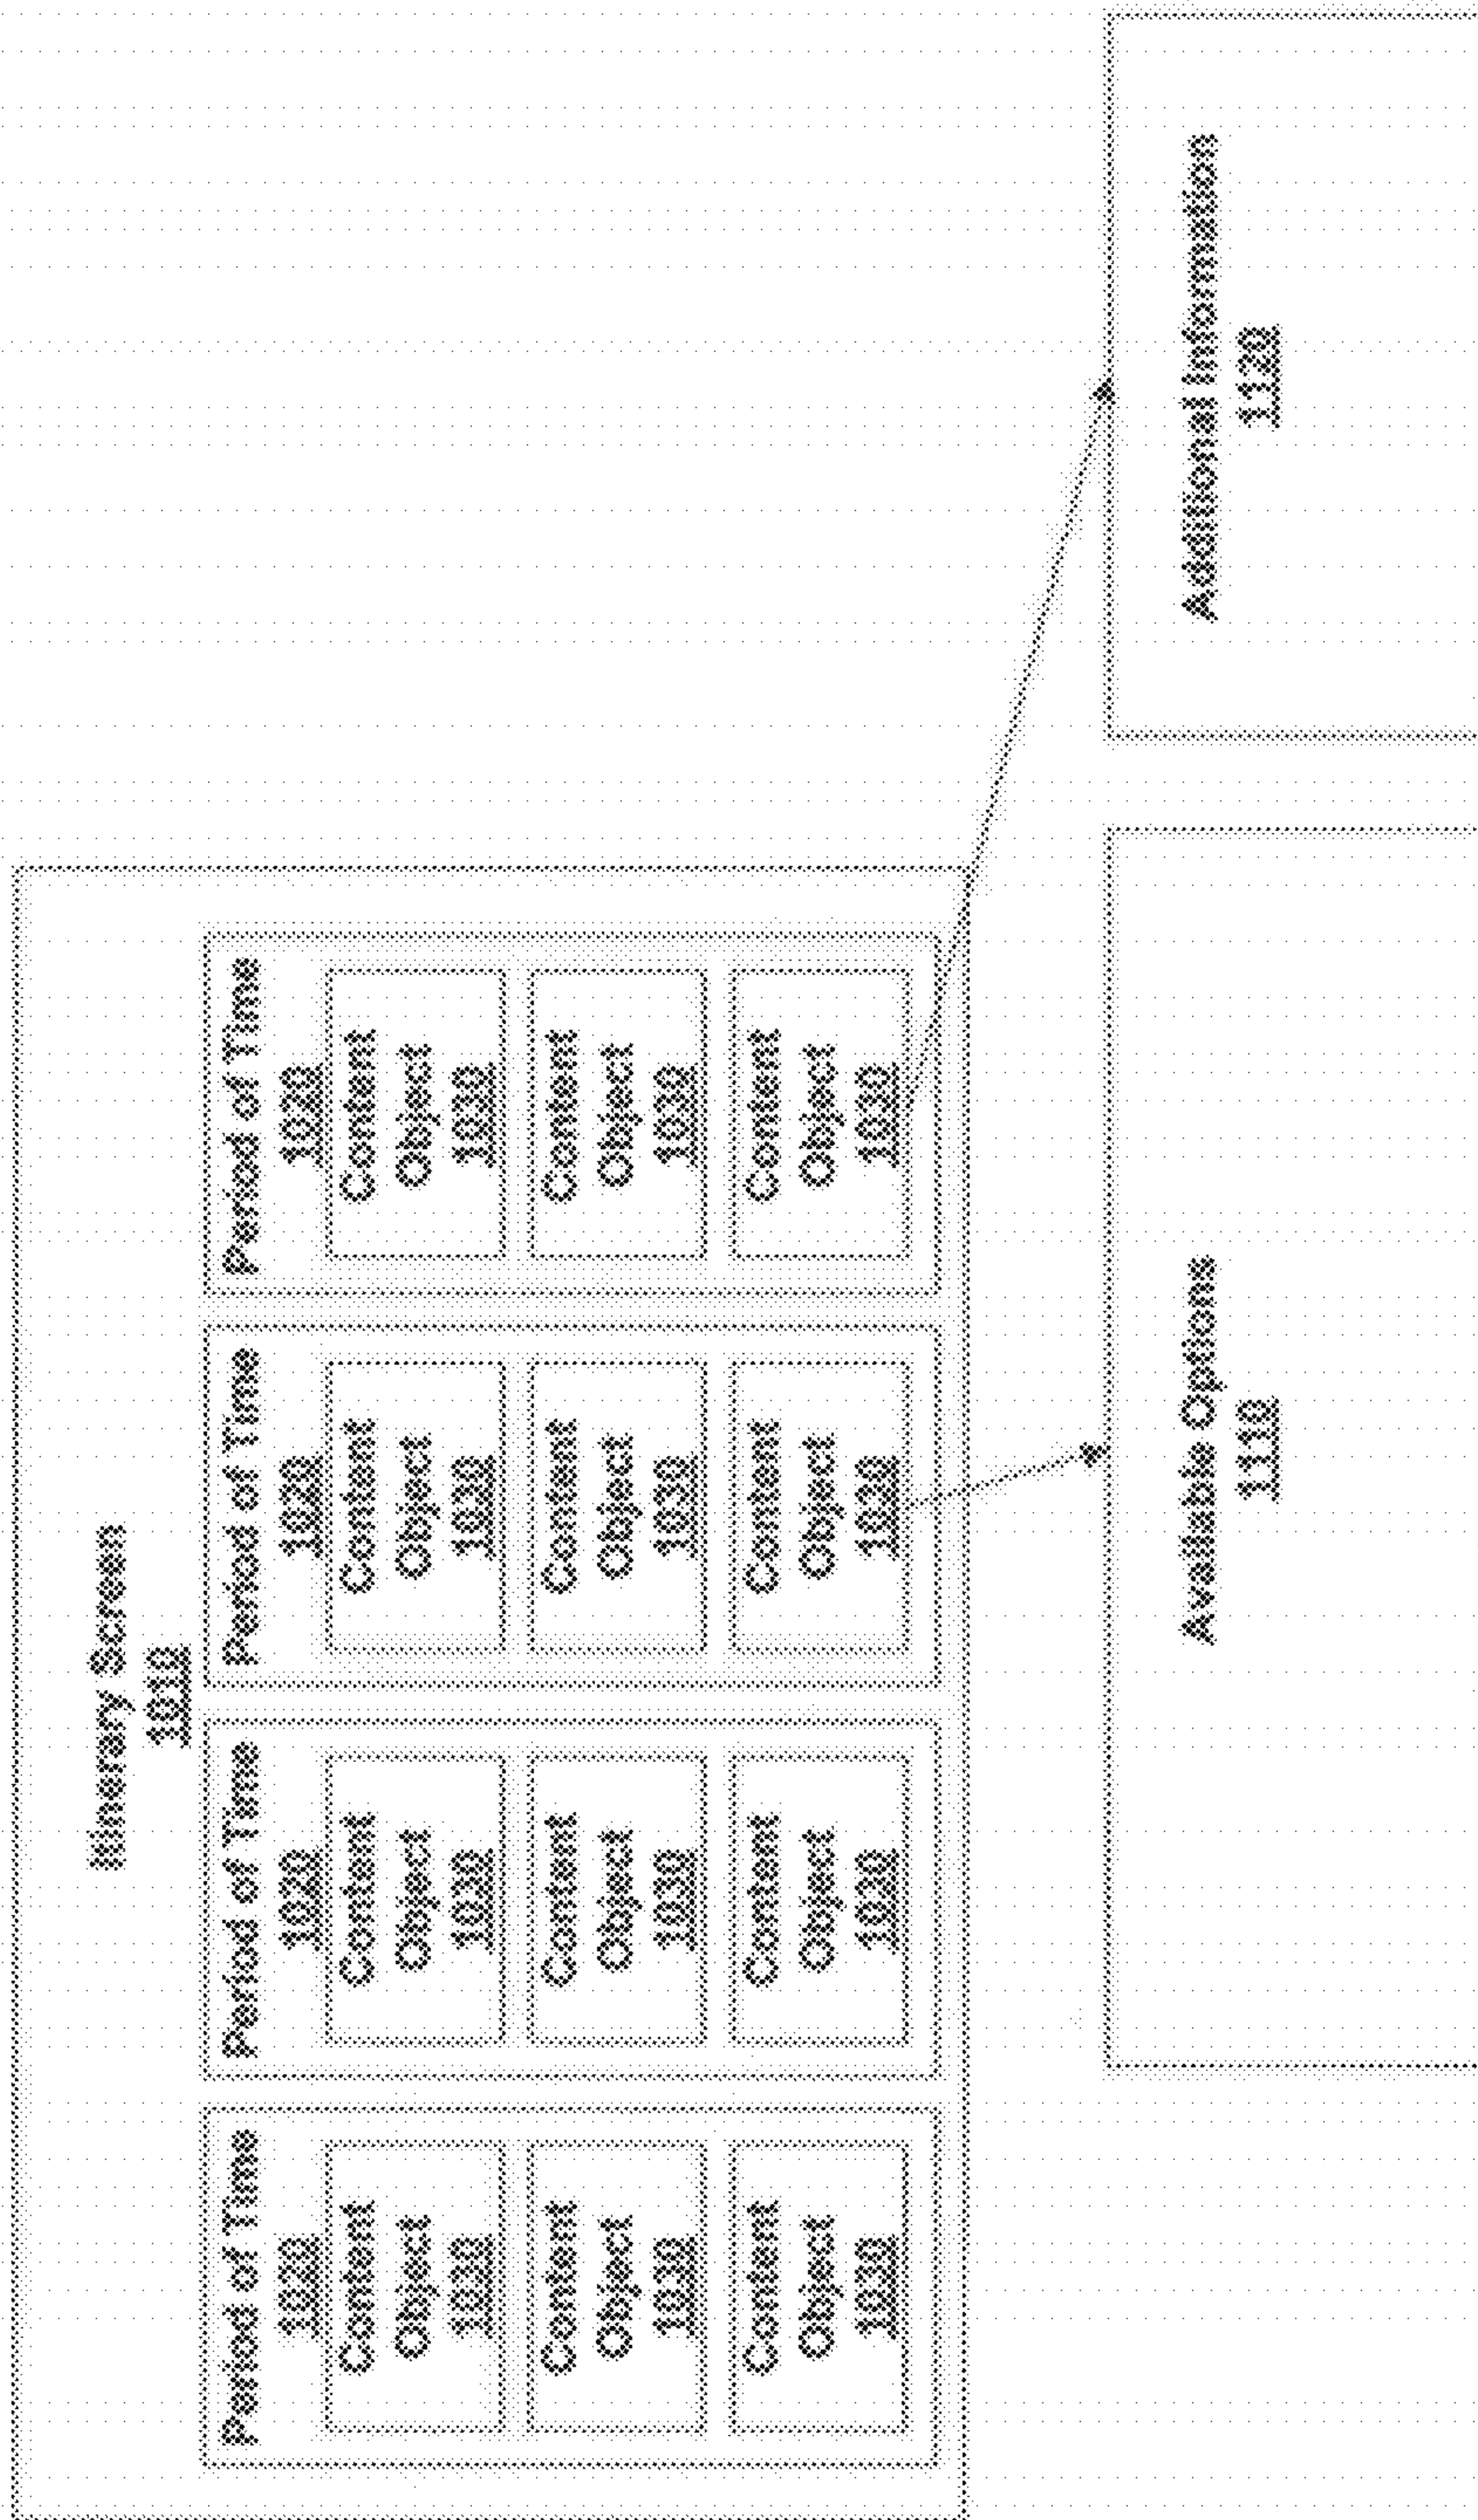 Itinerary Screen
1010
Period of Time
1020
Content
Object
1030
Content
Object
1030
Content
Object
1030
Period of Time
1020
Content
Object
1030
Content
Object
1030
Content
Object
1030
Period of Time
1020
Content
Object
1030
Content
Object
1030
Content
Object
1030
Period of Time
1020
Content
Object
1030
Content
Object
1030
Content
Object
1030
Available Options
1110
Additional Information
1120